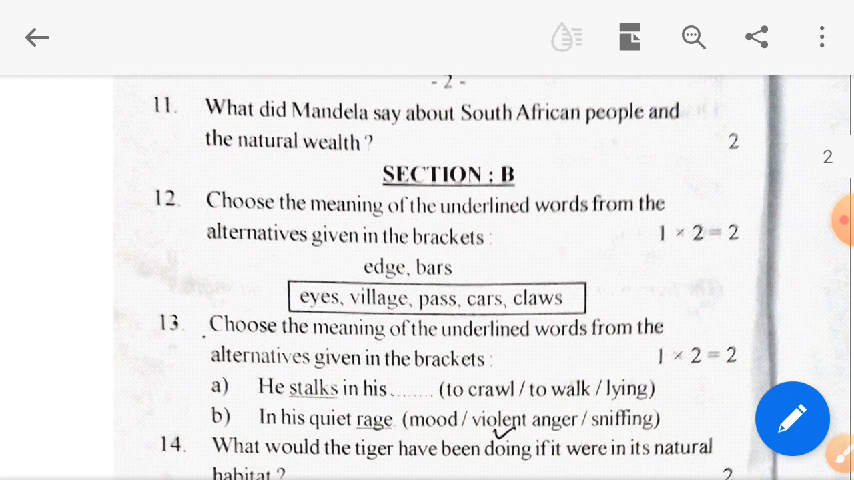 - 2 -
11. What did Mandela say about South African people and
the natural wealth ? 2
2
SECTION : B
12. Choose the meaning of the underlined words from the
alternatives given in the brackets : 1 × 2 = 2
edge, bars
eyes, village, pass, cars, claws
13. Choose the meaning of the underlined words from the
alternatives given in the brackets : 1 × 2 = 2
a) He stalks in his....... (to crawl / to walk / lying)
b) In his quiet rage. (mood / violent anger / sniffing)
14. What would the tiger have been doing if it were in its natural
habitat ? 2